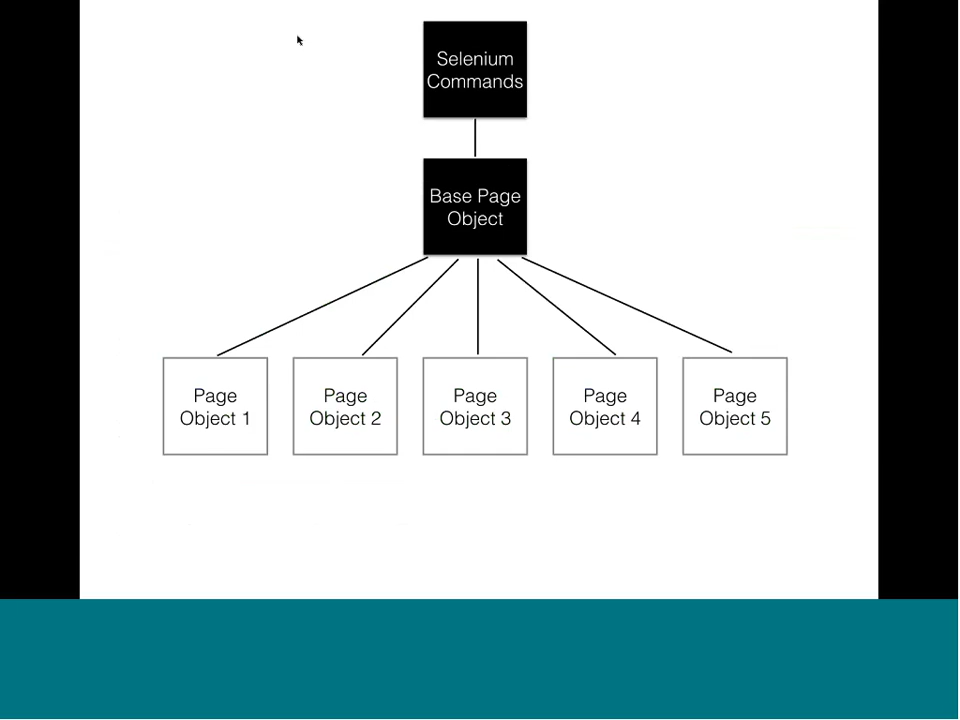 Selenium
Commands
Base Page
Object
Page
Object 1
Page
Object 2
Page
Object 3
Page
Object 4
Page
Object 5